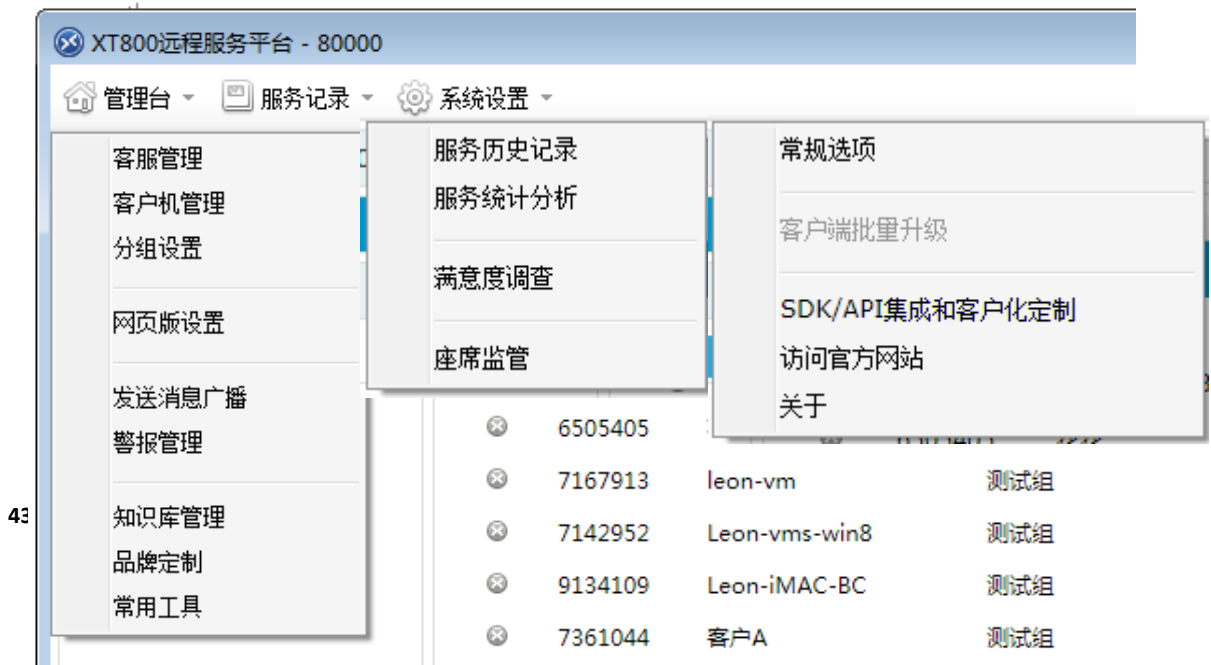 XT800远程服务平台 - 80000
管理台 服务记录 系统设置
客服管理
客户机管理
分组设置
网页版设置
发送消息广播
警报管理
知识库管理
品牌定制
常用工具
服务历史记录
服务统计分析
满意度调查
座席监管
常规选项
客户端批量升级
SDK/API集成和客户化定制
访问官方网站
关于
6505405
7167913 leon-vm 测试组
7142952 Leon-vms-win8 测试组
9134109 Leon-iMAC-BC 测试组
7361044 客户A 测试组
43